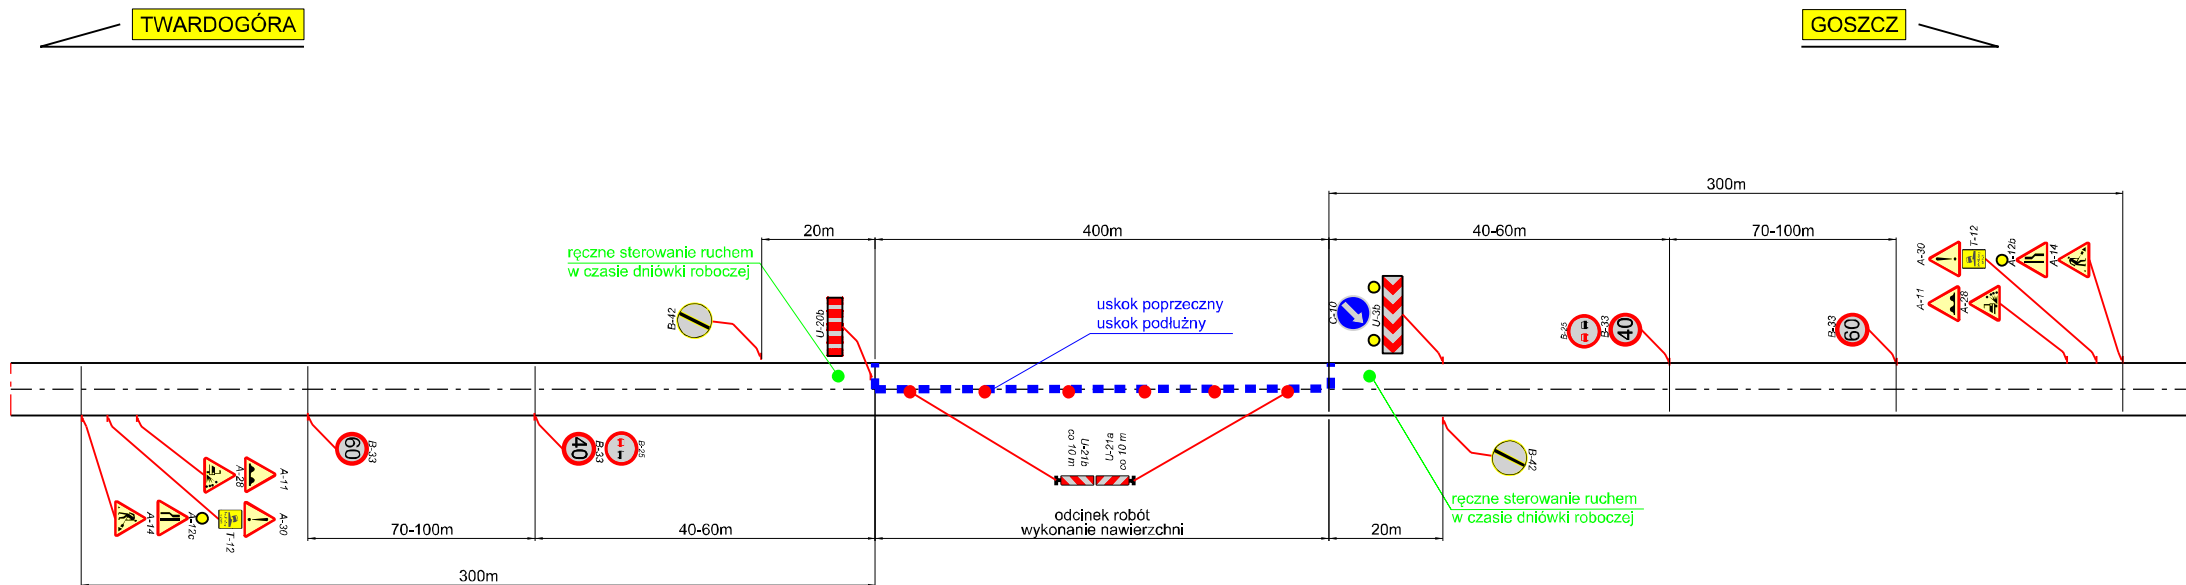 TWARDOGÓRA
GOSZCZ
300m
20m
400m
40-60m
70-100m
ręczne sterowanie ruchem
w czasie dniówki roboczej
uskok poprzeczny
uskok podłużny
B-42
U-20b
C-10
U-3b
B-25
B-33
40
B-33
60
A-30
T-12
A-12b
A-14
A-11
A-28
60
B-33
40
B-33
B-25
A-28
A-11
A-14
A-12c
T-12
A-30
U-21b
co 10 m
U-21a
co 10 m
B-42
ręczne sterowanie ruchem
w czasie dniówki roboczej
odcinek robót
wykonanie nawierzchni
70-100m
40-60m
20m
300m